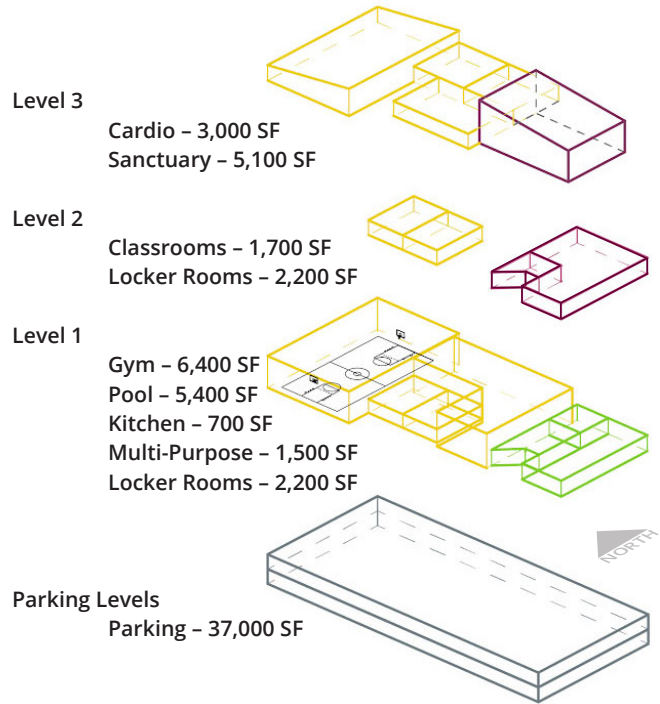 Level 3
Cardio – 3,000 SF
Sanctuary – 5,100 SF
Level 2
Classrooms – 1,700 SF
Locker Rooms – 2,200 SF
Level 1
Gym – 6,400 SF
Pool – 5,400 SF
Kitchen – 700 SF
Multi-Purpose – 1,500 SF
Locker Rooms – 2,200 SF
NORTH
Parking Levels
Parking – 37,000 SF